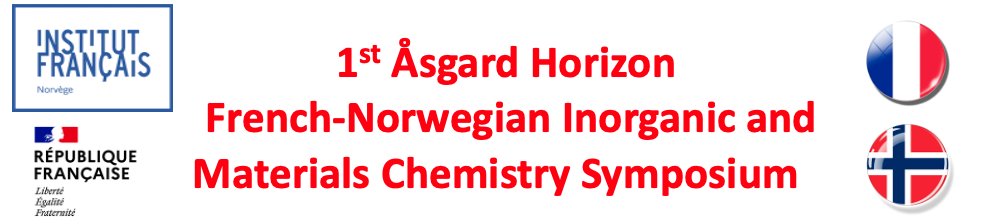 INSTITUT
FRANÇAIS
Norvège
RÉPUBLIQUE
FRANÇAISE
Liberté
Égalité
Fraternité
1st Åsgard Horizon
French-Norwegian Inorganic and
Materials Chemistry Symposium